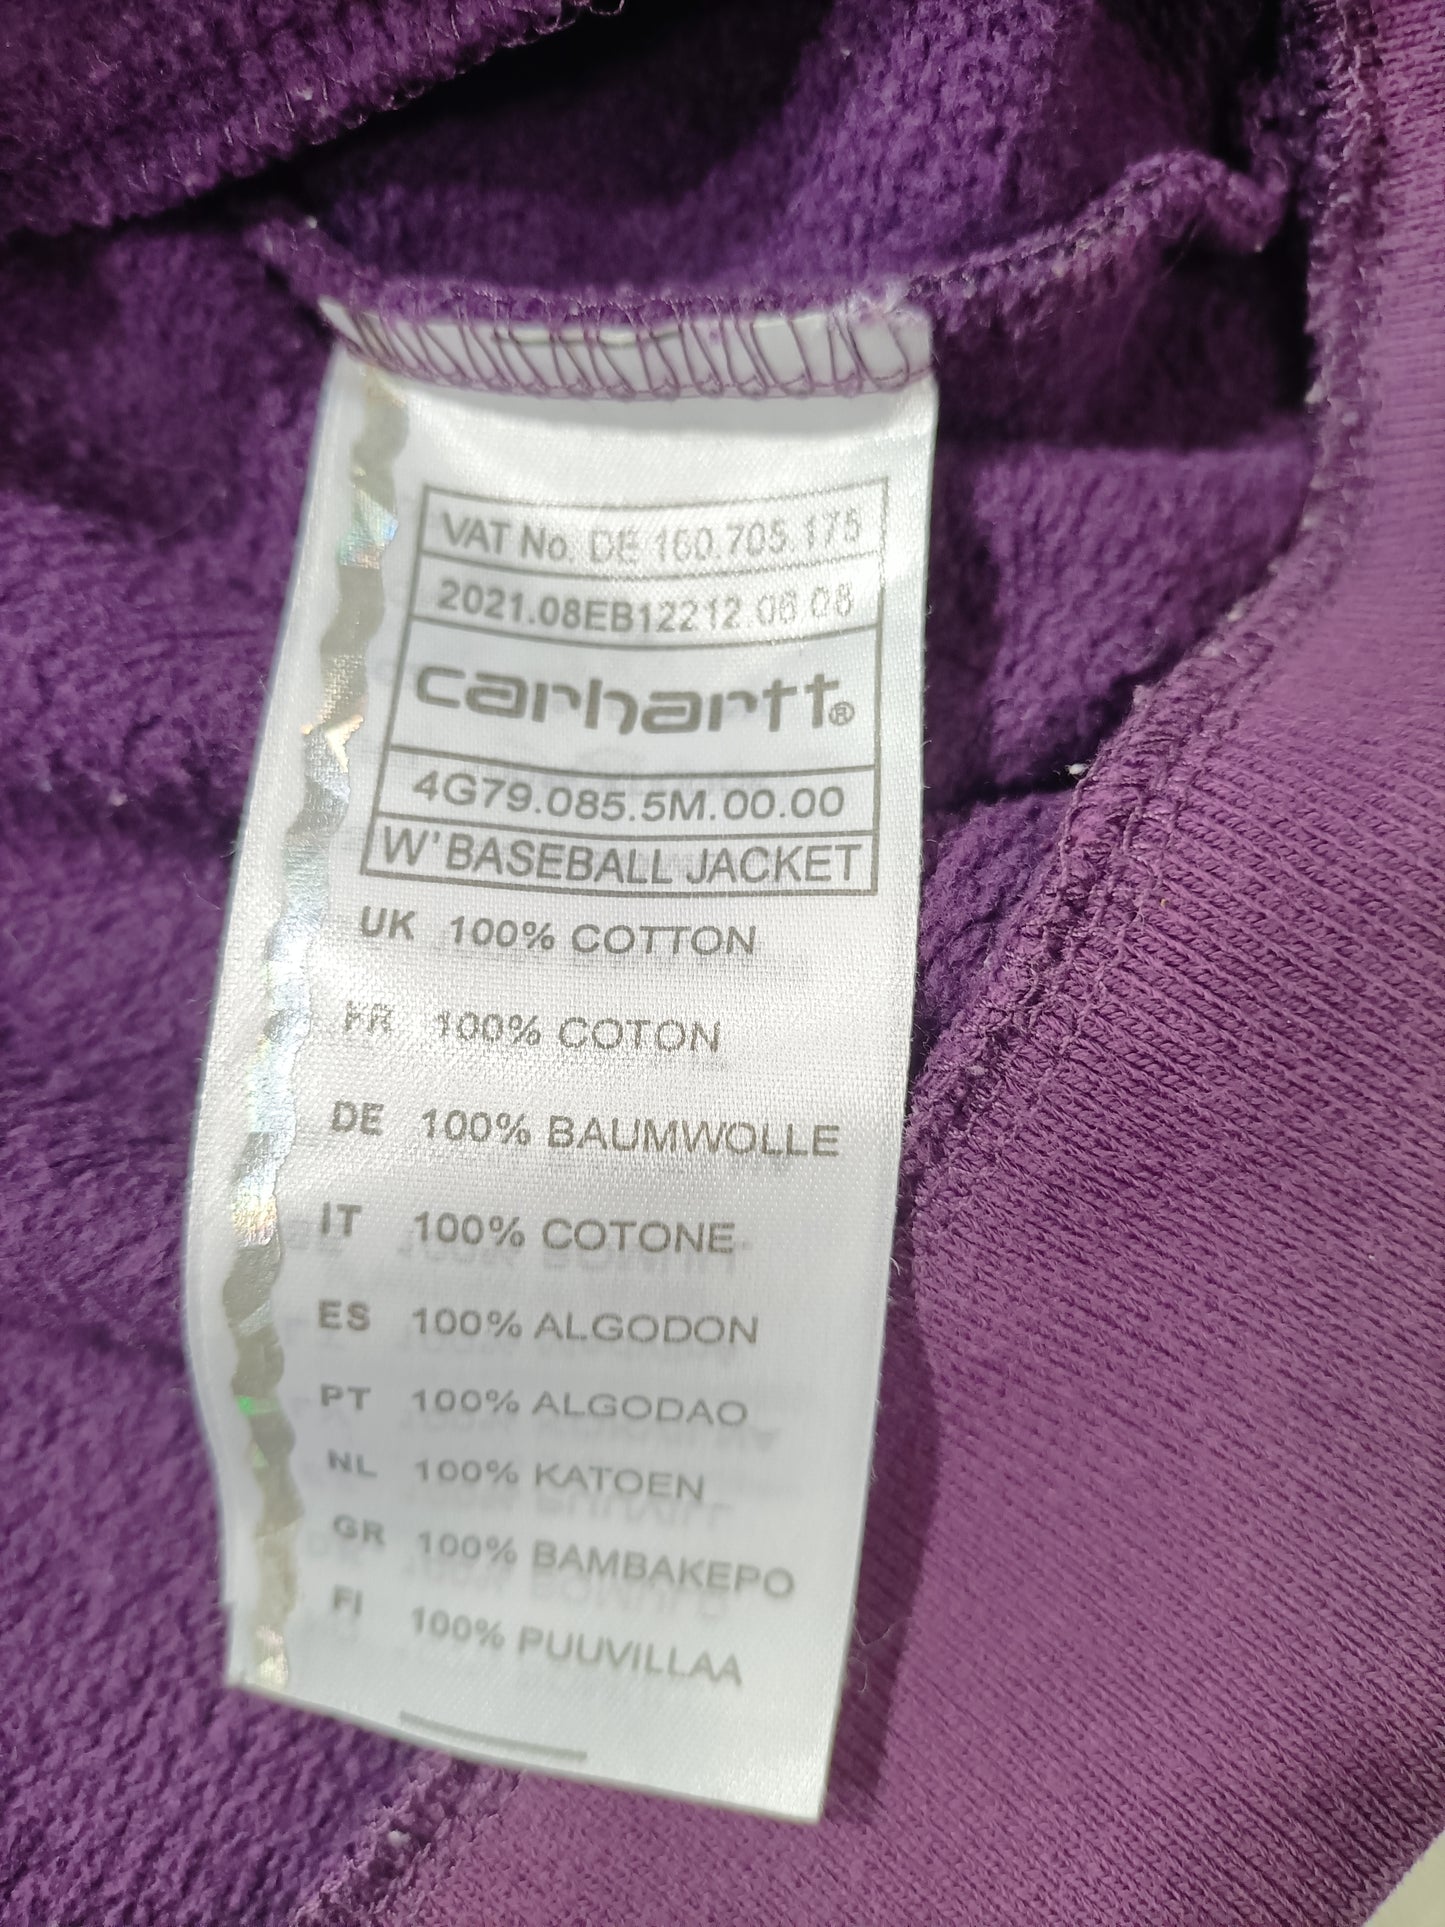 VAT No. DE 160.705.175
2021.08EB12212.06.08
carhartt®
4G79.085.5M.00.00
W'BASEBALL JACKET
UK 100% COTTON
FR 100% COTON
DE 100% BAUMWOLLE
IT 100% COTONE
ES 100% ALGODON
PT 100% ALGODAO
NL 100% KATOEN
GR 100% BAMBAKEPO
FI 100% PUUVILLAA